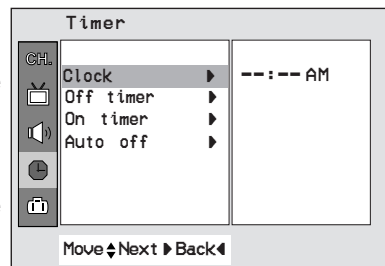 Timer
CH.
Clock ▶ --:-- AM
Off timer ▶
On timer ▶
Auto off ▶
Move ▲▼ Next ▶ Back ◀